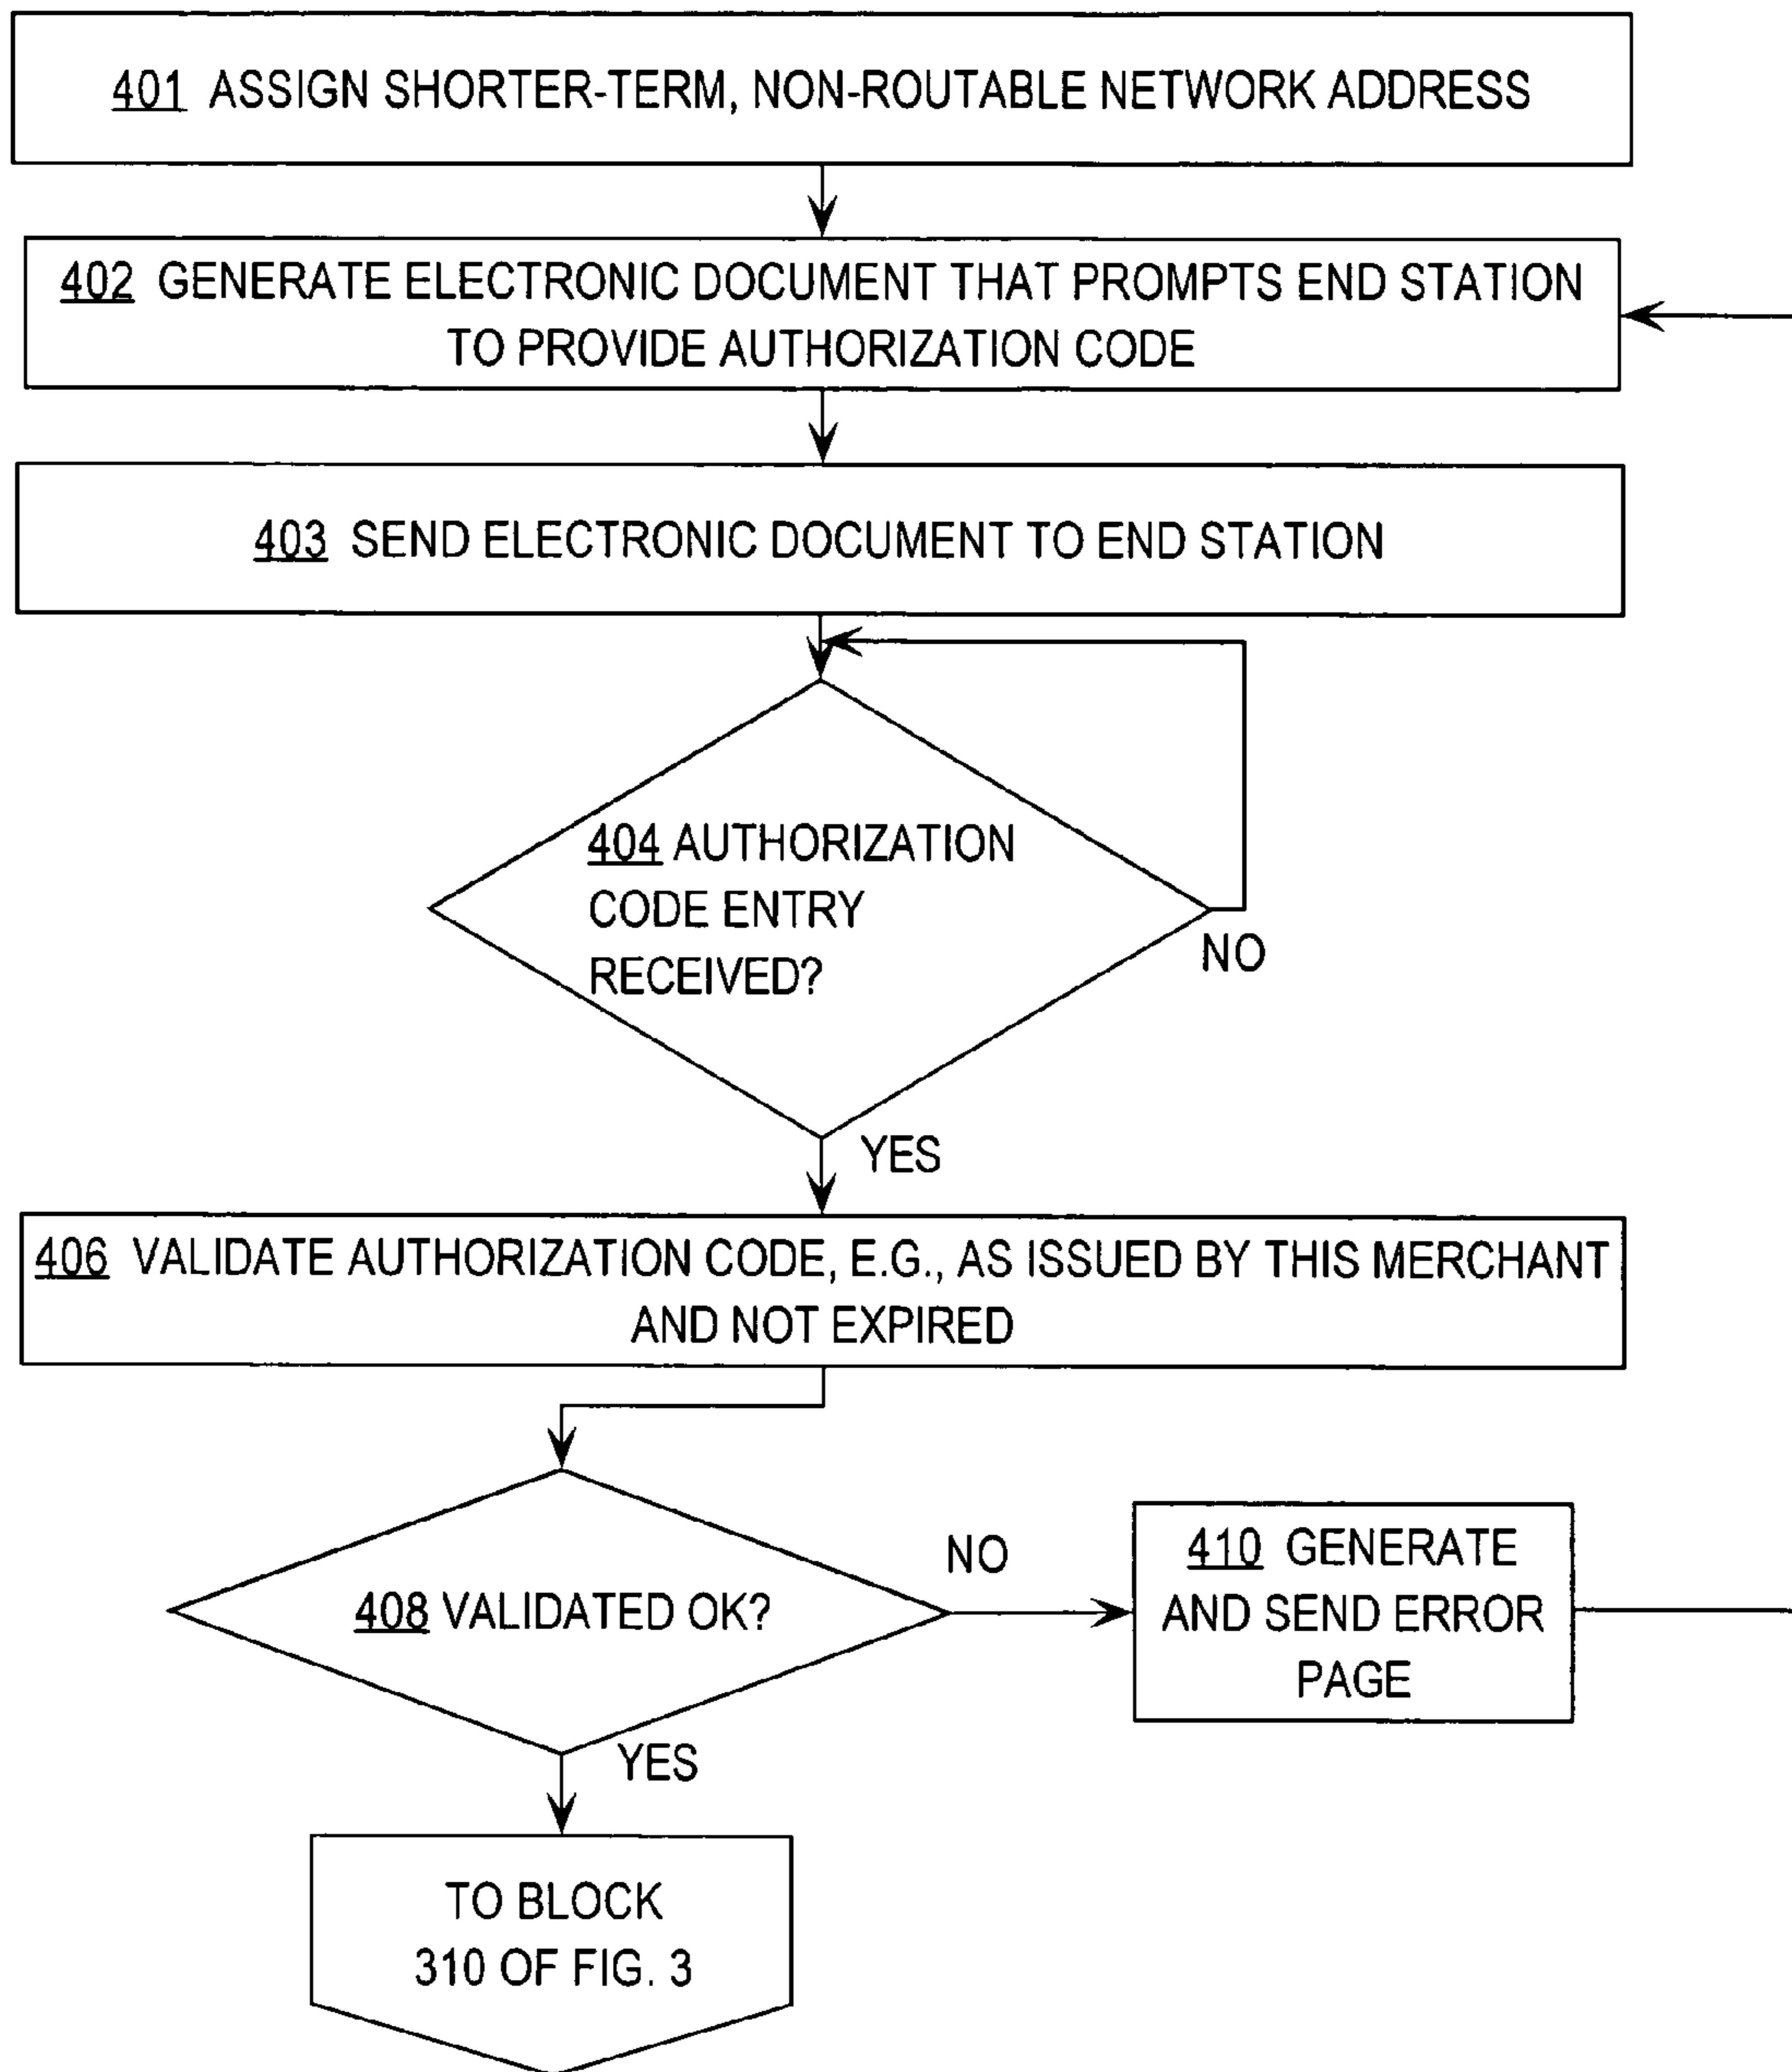 401 ASSIGN SHORTER-TERM, NON-ROUTABLE NETWORK ADDRESS
402 GENERATE ELECTRONIC DOCUMENT THAT PROMPTS END STATION
TO PROVIDE AUTHORIZATION CODE
403 SEND ELECTRONIC DOCUMENT TO END STATION
404 AUTHORIZATION
CODE ENTRY
RECEIVED?
NO
YES
406 VALIDATE AUTHORIZATION CODE, E.G., AS ISSUED BY THIS MERCHANT
AND NOT EXPIRED
408 VALIDATED OK?
NO
410 GENERATE
AND SEND ERROR
PAGE
YES
TO BLOCK
310 OF FIG. 3